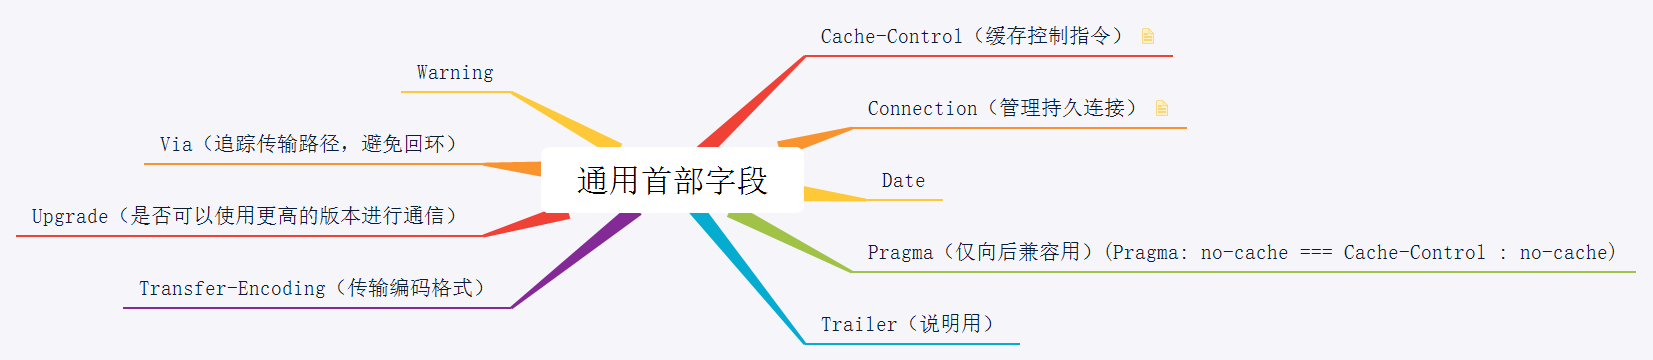 通用首部字段
Cache-Control（缓存控制指令）
Connection（管理持久连接）
Date
Pragma（仅向后兼容用）(Pragma: no-cache === Cache-Control : no-cache)
Trailer（说明用）
Warning
Via（追踪传输路径，避免回环）
Upgrade（是否可以使用更高的版本进行通信）
Transfer-Encoding（传输编码格式）